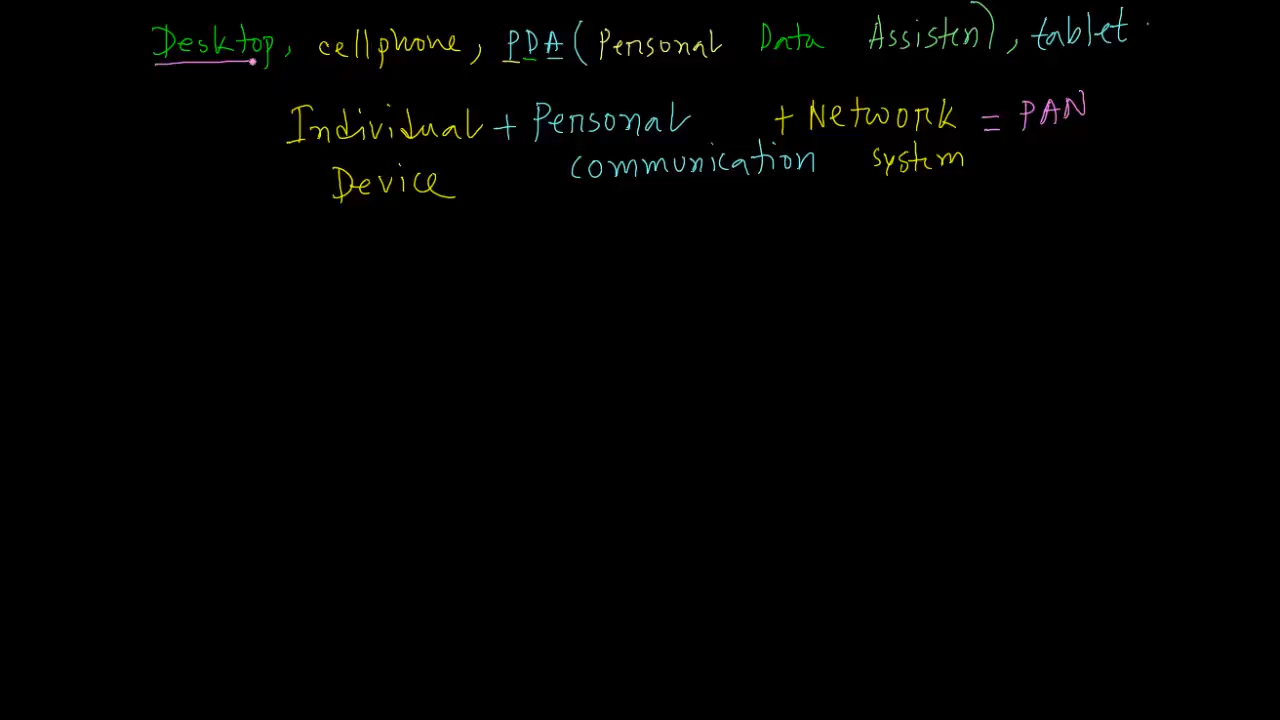 Desktop, cellphone, PDA (Personal Data Assisten), tablet
Individual + Personal + Network = PAN
Device communication system